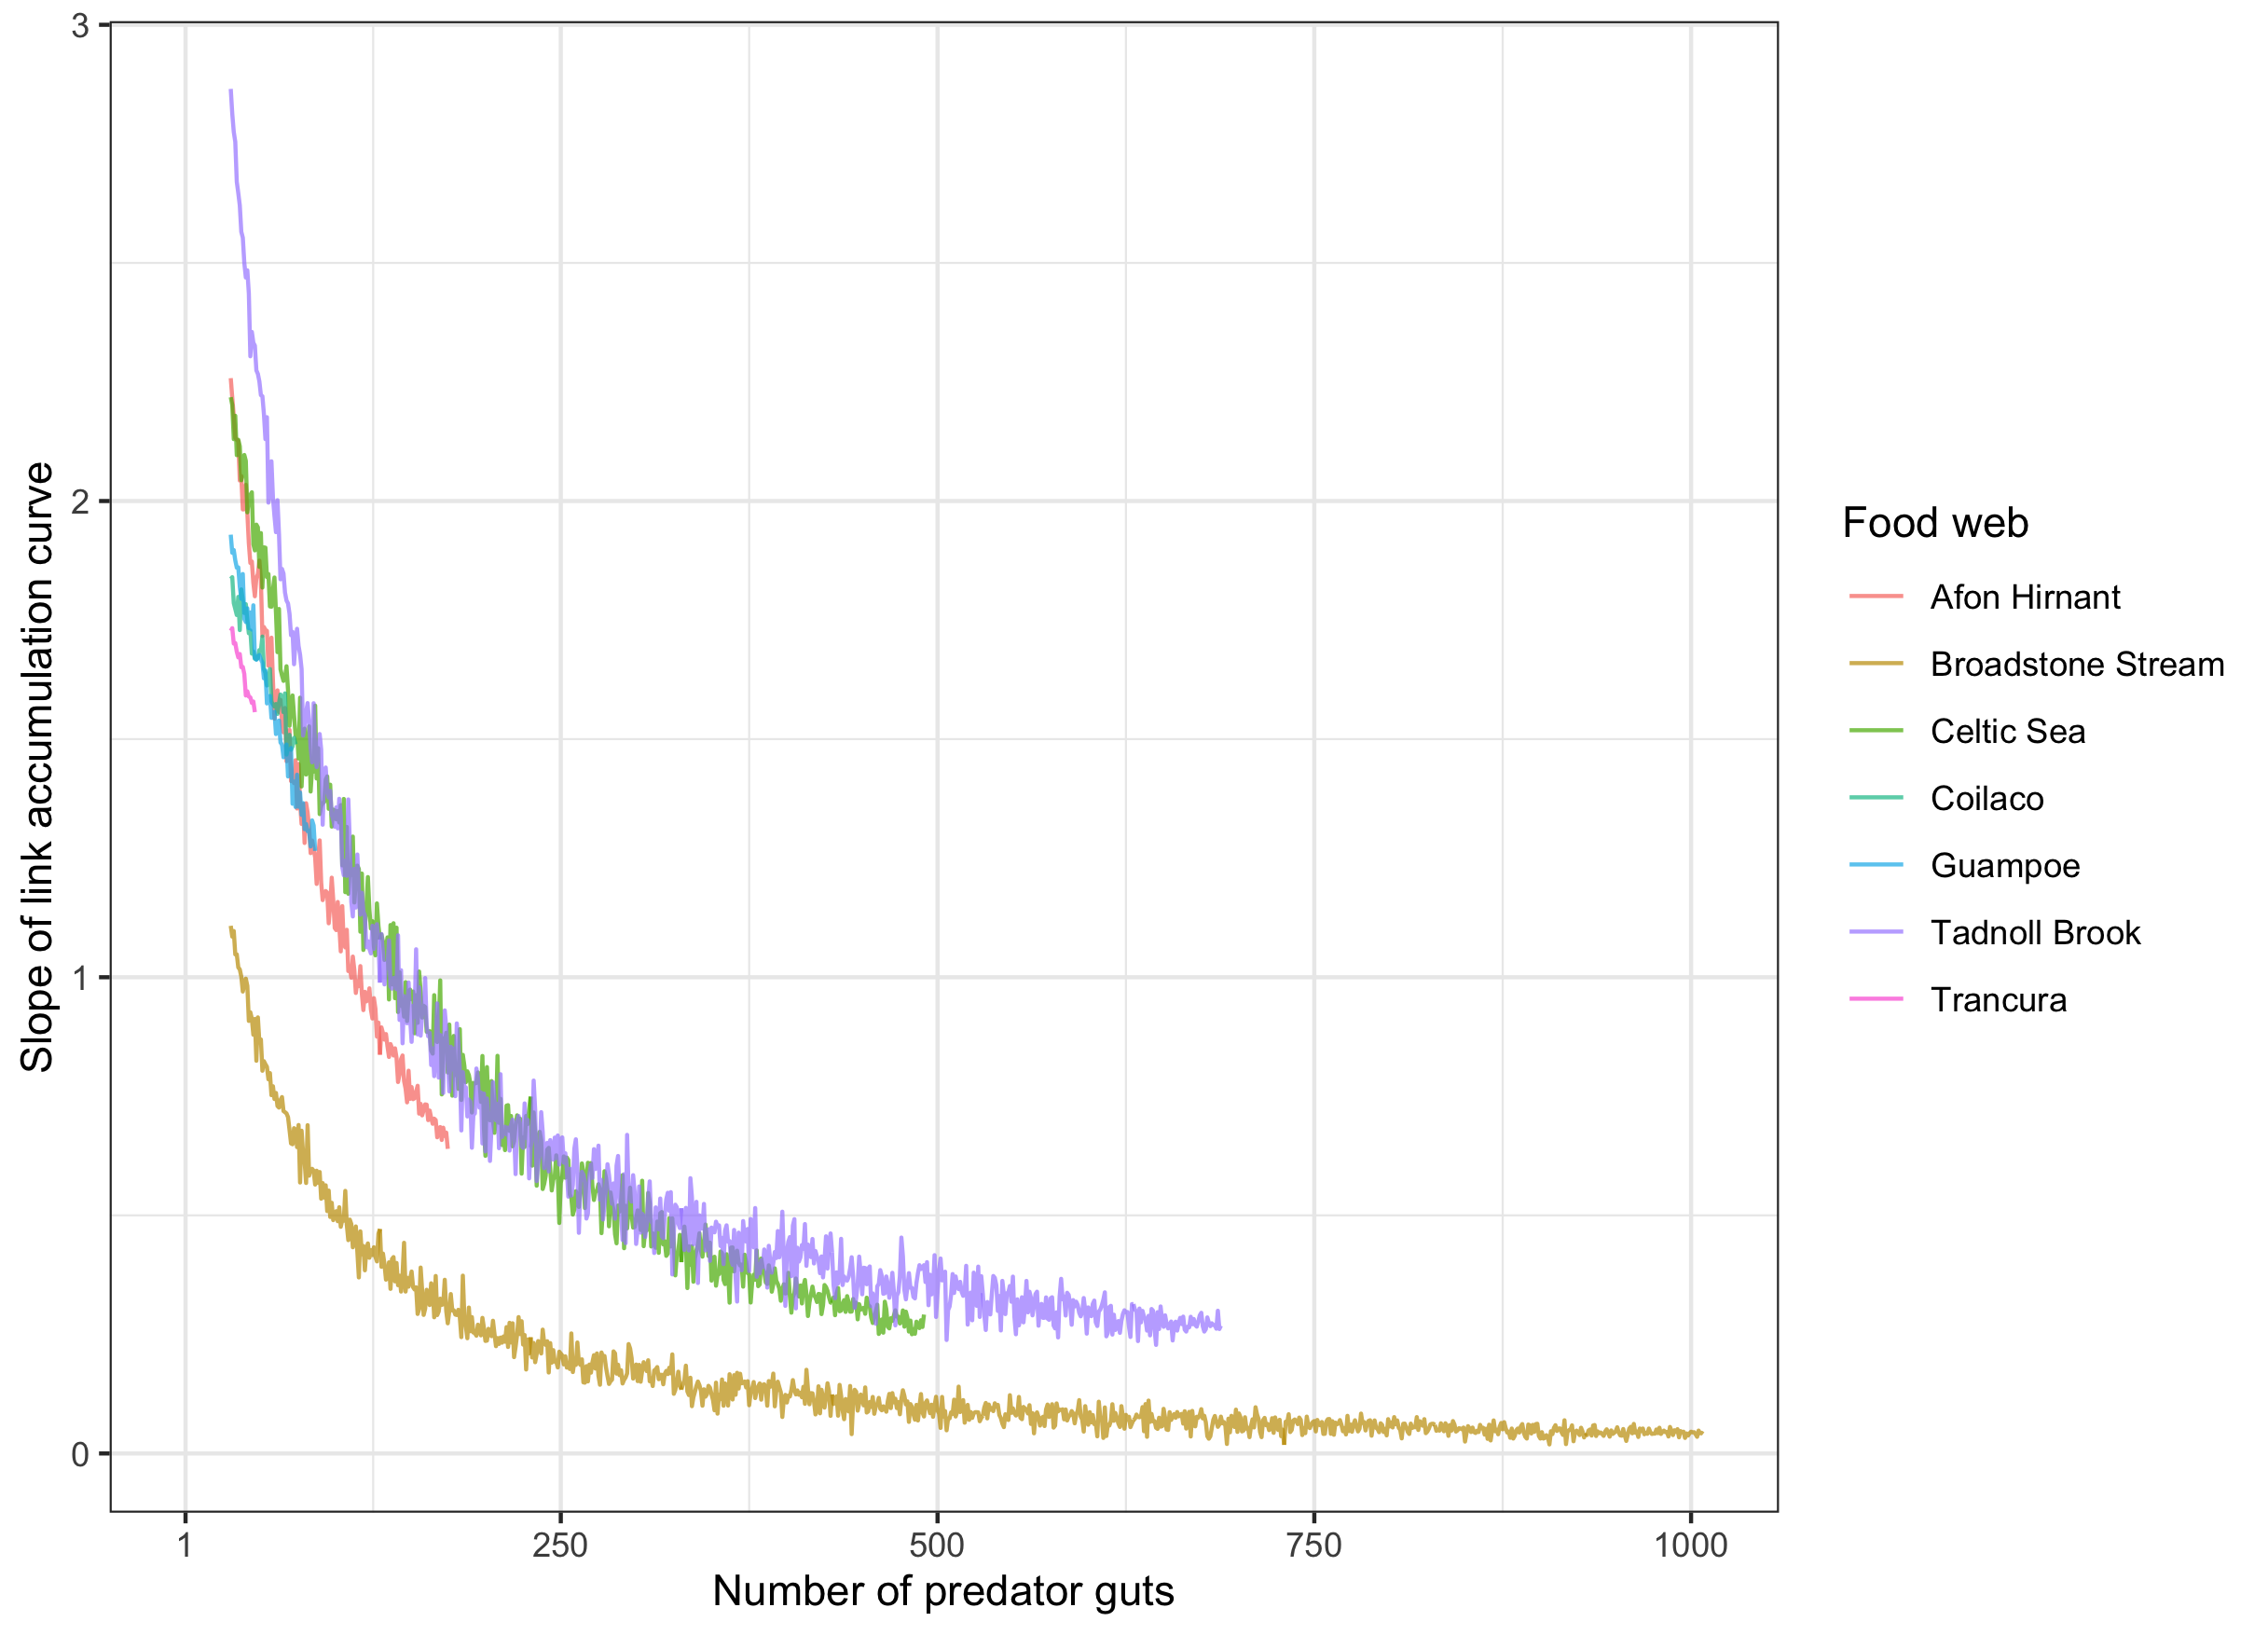 3
2
1
0
Slope of link accumulation curve
1
250
500
750
1000
Number of predator guts
Food web
Afon Hirnant
Broadstone Stream
Celtic Sea
Coilaco
Guampoe
Tadnoll Brook
Trancura